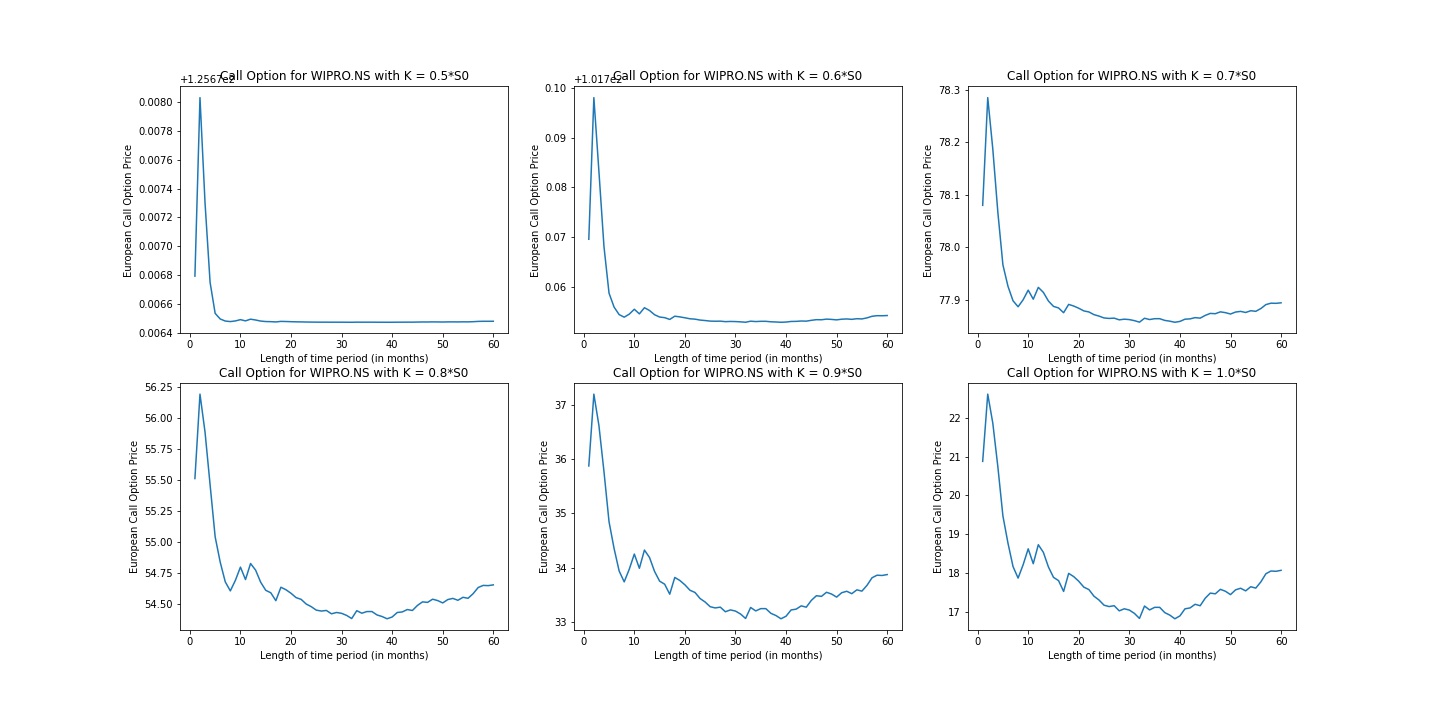 Call Option for WIPRO.NS with K = 0.5*S0
+1.2567e2
European Call Option Price
0.0080
0.0078
0.0076
0.0074
0.0072
0.0070
0.0068
0.0066
0.0064
0 10 20 30 40 50 60
Length of time period (in months)
Call Option for WIPRO.NS with K = 0.6*S0
+1.017e2
European Call Option Price
0.10
0.09
0.08
0.07
0.06
0 10 20 30 40 50 60
Length of time period (in months)
Call Option for WIPRO.NS with K = 0.7*S0
European Call Option Price
78.3
78.2
78.1
78.0
77.9
0 10 20 30 40 50 60
Length of time period (in months)
Call Option for WIPRO.NS with K = 0.8*S0
European Call Option Price
56.25
56.00
55.75
55.50
55.25
55.00
54.75
54.50
0 10 20 30 40 50 60
Length of time period (in months)
Call Option for WIPRO.NS with K = 0.9*S0
European Call Option Price
37
36
35
34
33
0 10 20 30 40 50 60
Length of time period (in months)
Call Option for WIPRO.NS with K = 1.0*S0
European Call Option Price
22
21
20
19
18
17
0 10 20 30 40 50 60
Length of time period (in months)